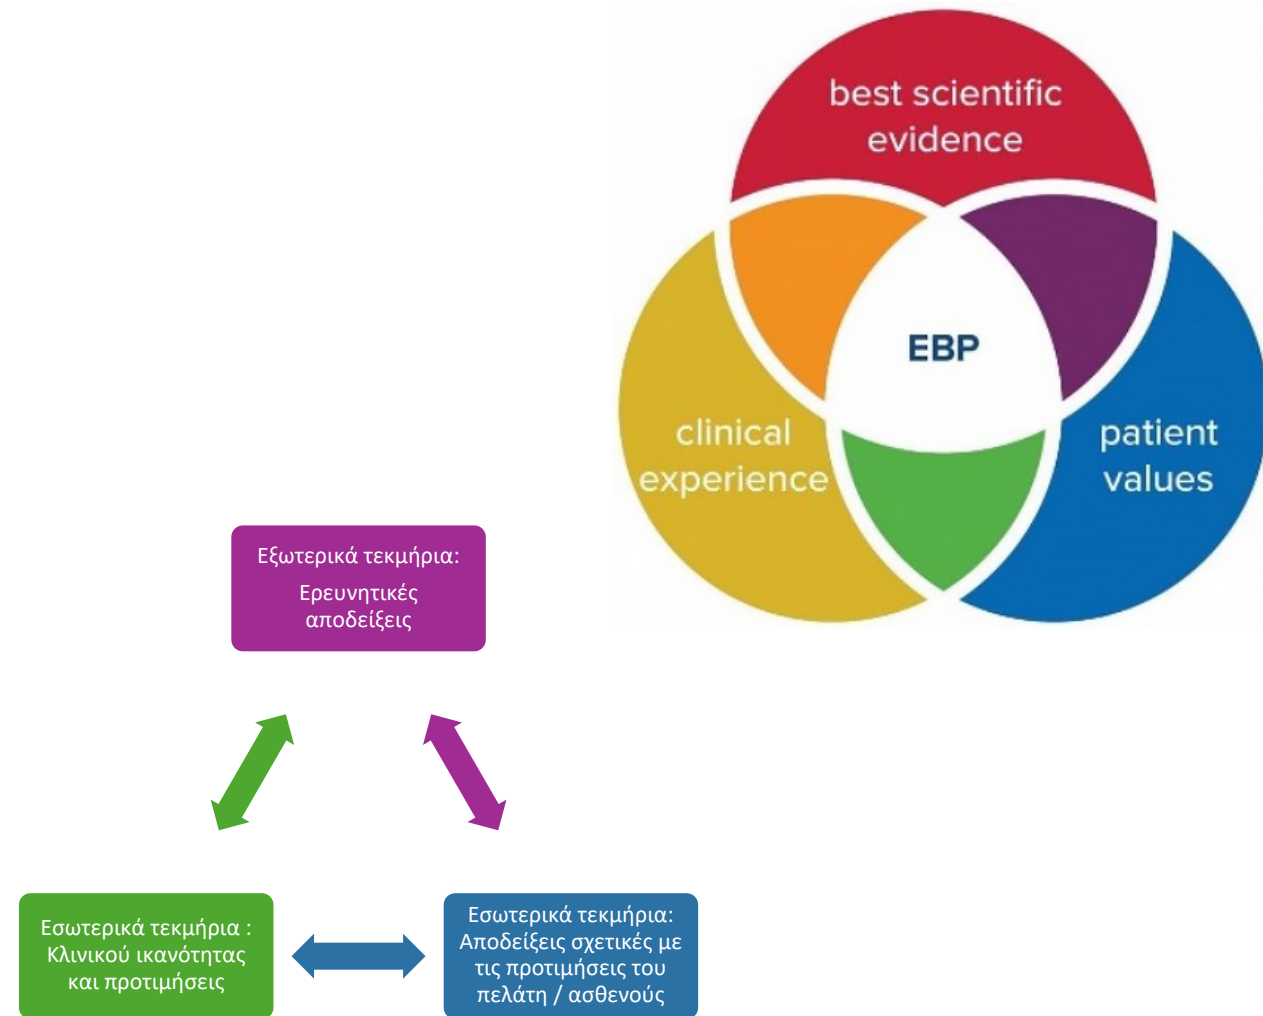 best scientific
evidence
EBP
clinical
experience
patient
values
Εξωτερικά τεκμήρια:
Ερευνητικές
αποδείξεις
Εσωτερικά τεκμήρια :
Κλινικού ικανότητας
και προτιμήσεις
Εσωτερικά τεκμήρια:
Αποδείξεις σχετικές με
τις προτιμήσεις του
πελάτη / ασθενούς